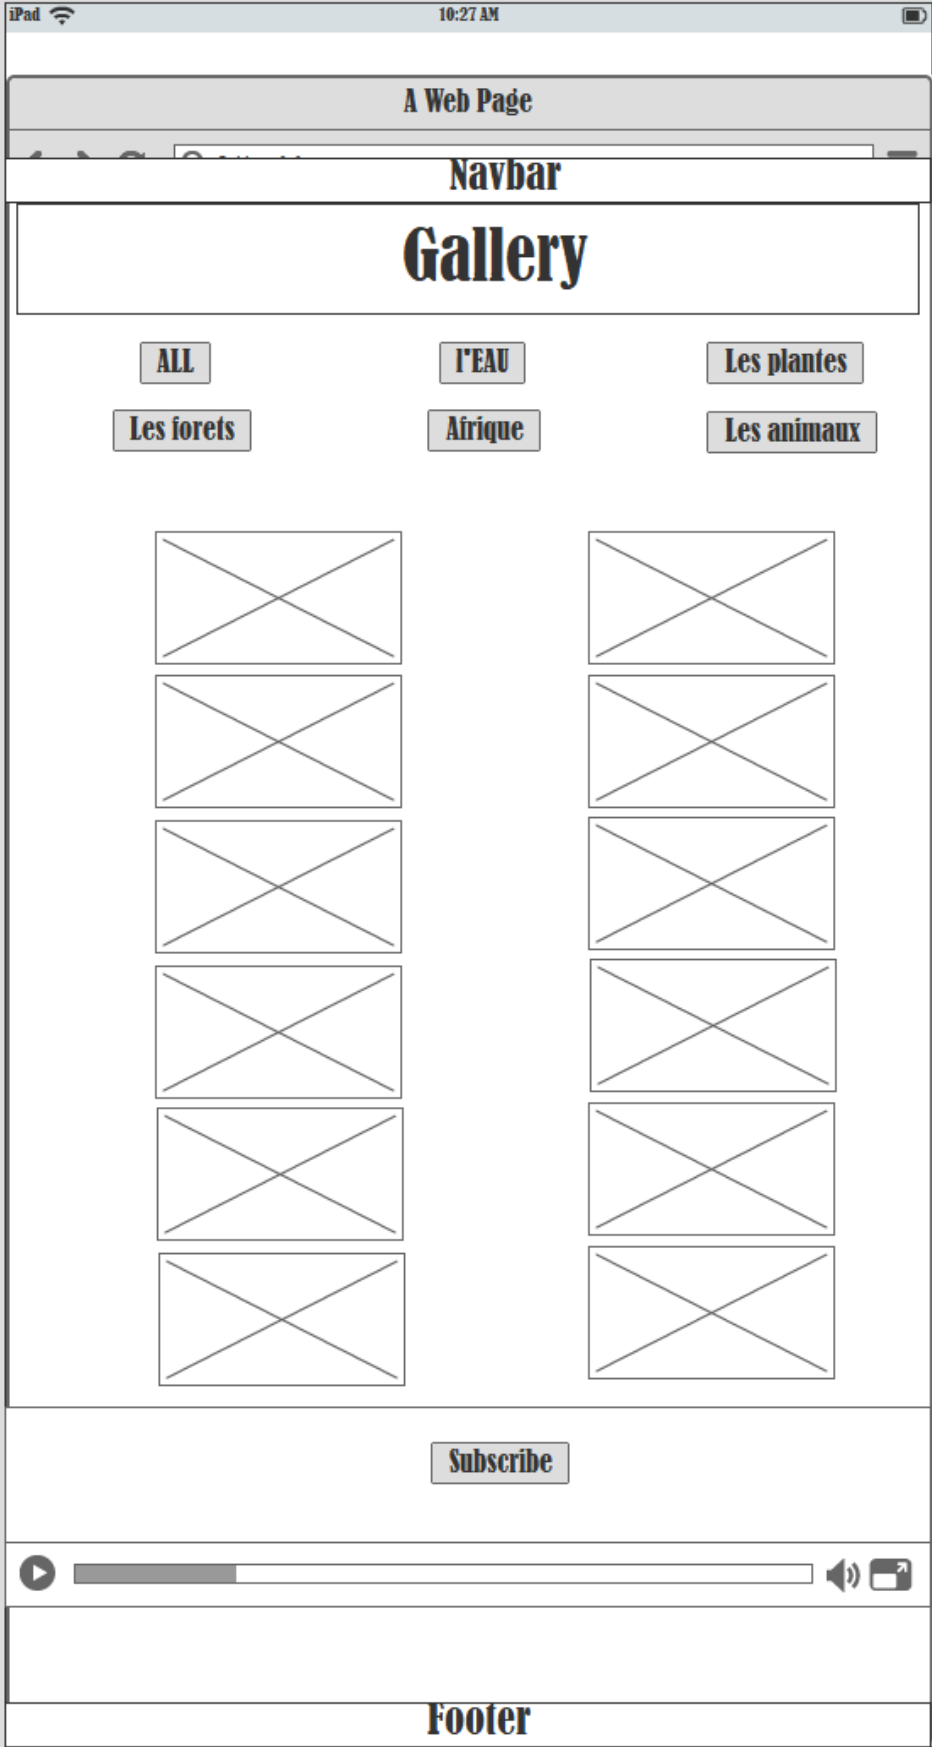 iPad 10:27 AM
A Web Page
Navbar
Gallery
ALL l'EAU Les plantes
Les forets Afrique Les animaux
Subscribe
Footer